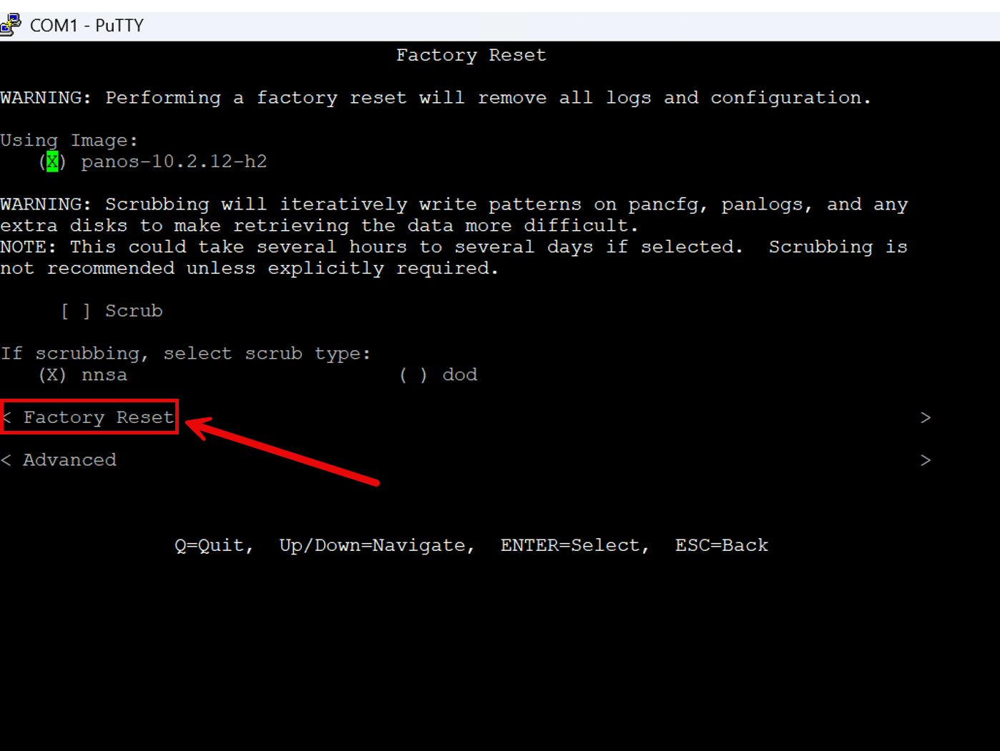 COM1 - PuTTY
Factory Reset
WARNING: Performing a factory reset will remove all logs and configuration.
Using Image:
(X) panos-10.2.12-h2
WARNING: Scrubbing will iteratively write patterns on pancfg, panlogs, and any
extra disks to make retrieving the data more difficult.
NOTE: This could take several hours to several days if selected.  Scrubbing is
not recommended unless explicitly required.
[ ] Scrub
If scrubbing, select scrub type:
(X) nnsa ( ) dod
< Factory Reset >
< Advanced >
Q=Quit,  Up/Down=Navigate,  ENTER=Select,  ESC=Back